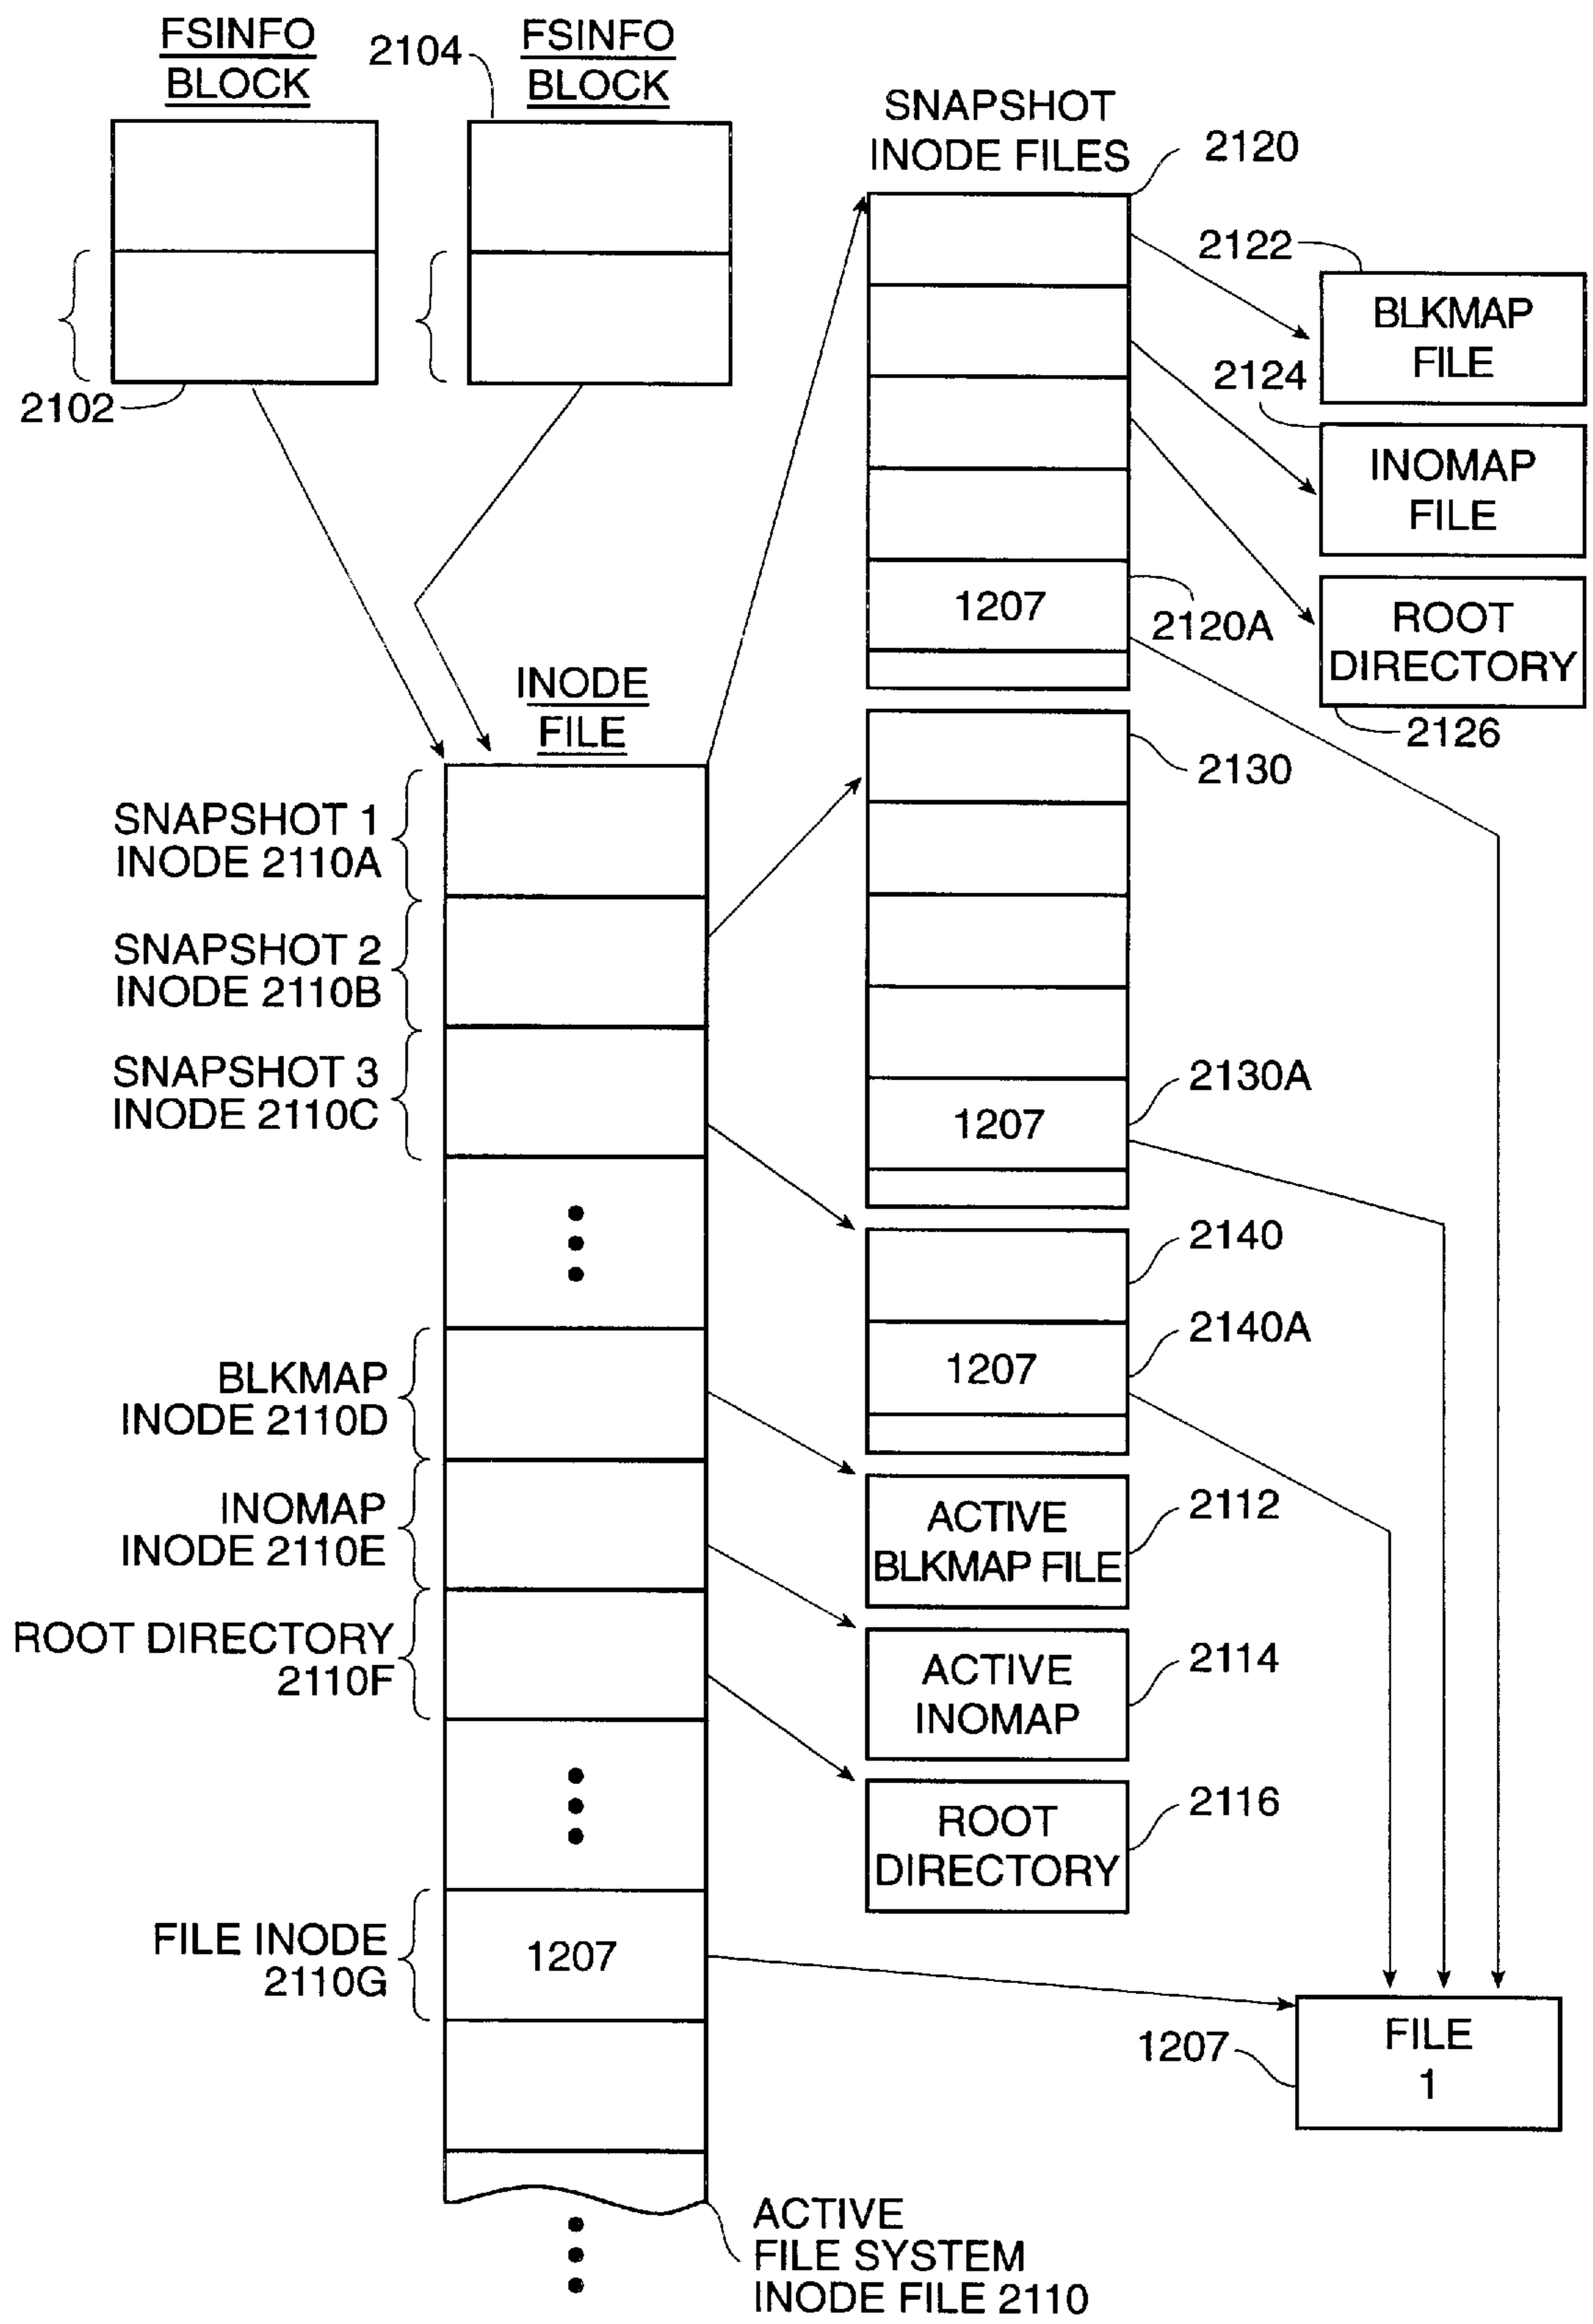 FSINFO
BLOCK
2104
FSINFO
BLOCK
2102
SNAPSHOT
INODE FILES
2120
2122
BLKMAP
FILE
2124
INOMAP
FILE
1207
2120A
ROOT
DIRECTORY
2126
INODE
FILE
2130
SNAPSHOT 1
INODE 2110A
SNAPSHOT 2
INODE 2110B
SNAPSHOT 3
INODE 2110C
2130A
1207
2140
2140A
1207
BLKMAP
INODE 2110D
ACTIVE
BLKMAP FILE
2112
INOMAP
INODE 2110E
ROOT DIRECTORY
2110F
ACTIVE
INOMAP
2114
ROOT
DIRECTORY
2116
FILE INODE
2110G
1207
1207
FILE
1
ACTIVE
FILE SYSTEM
INODE FILE 2110